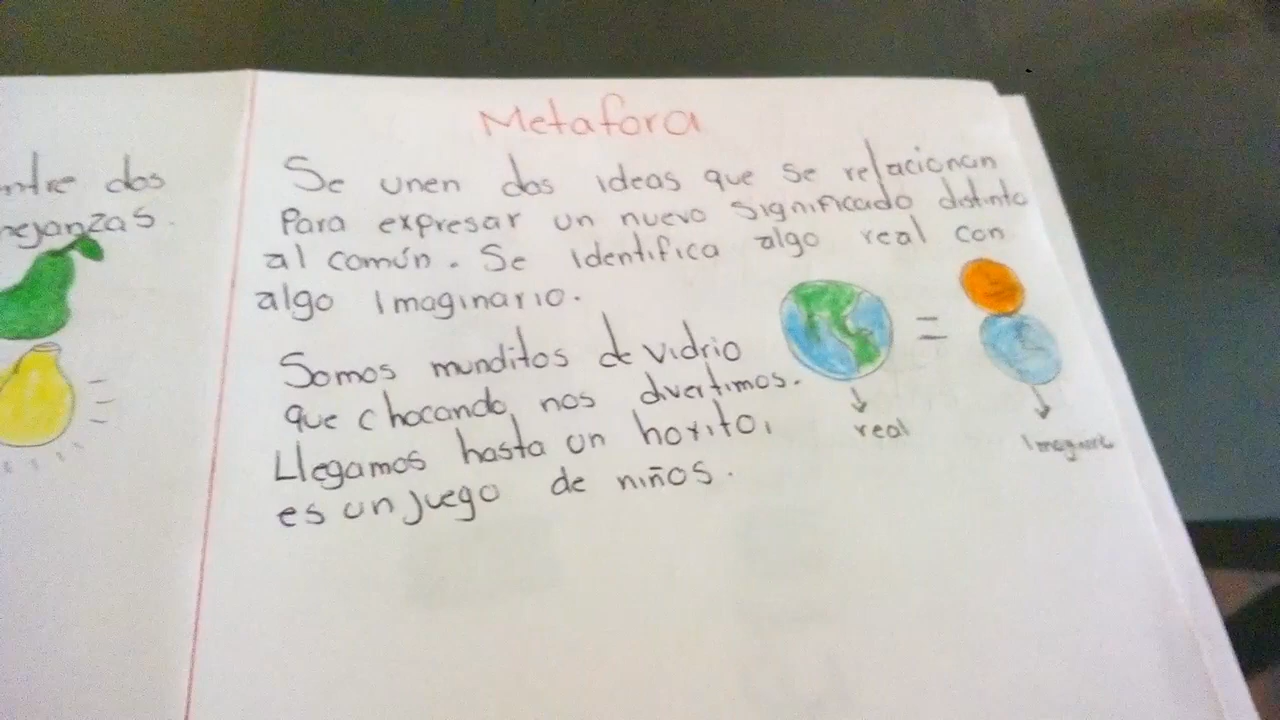 ntre dos
nejanzas.
Metafora
Se unen dos ideas que se relacionan
Para expresar un nuevo significado distinto
al común. Se identifica algo real con
algo imaginario.
Somos munditos de vidrio
que chocando, nos divertimos.
Llegamos hasta un hoyito,
es un juego de niños.
=
real